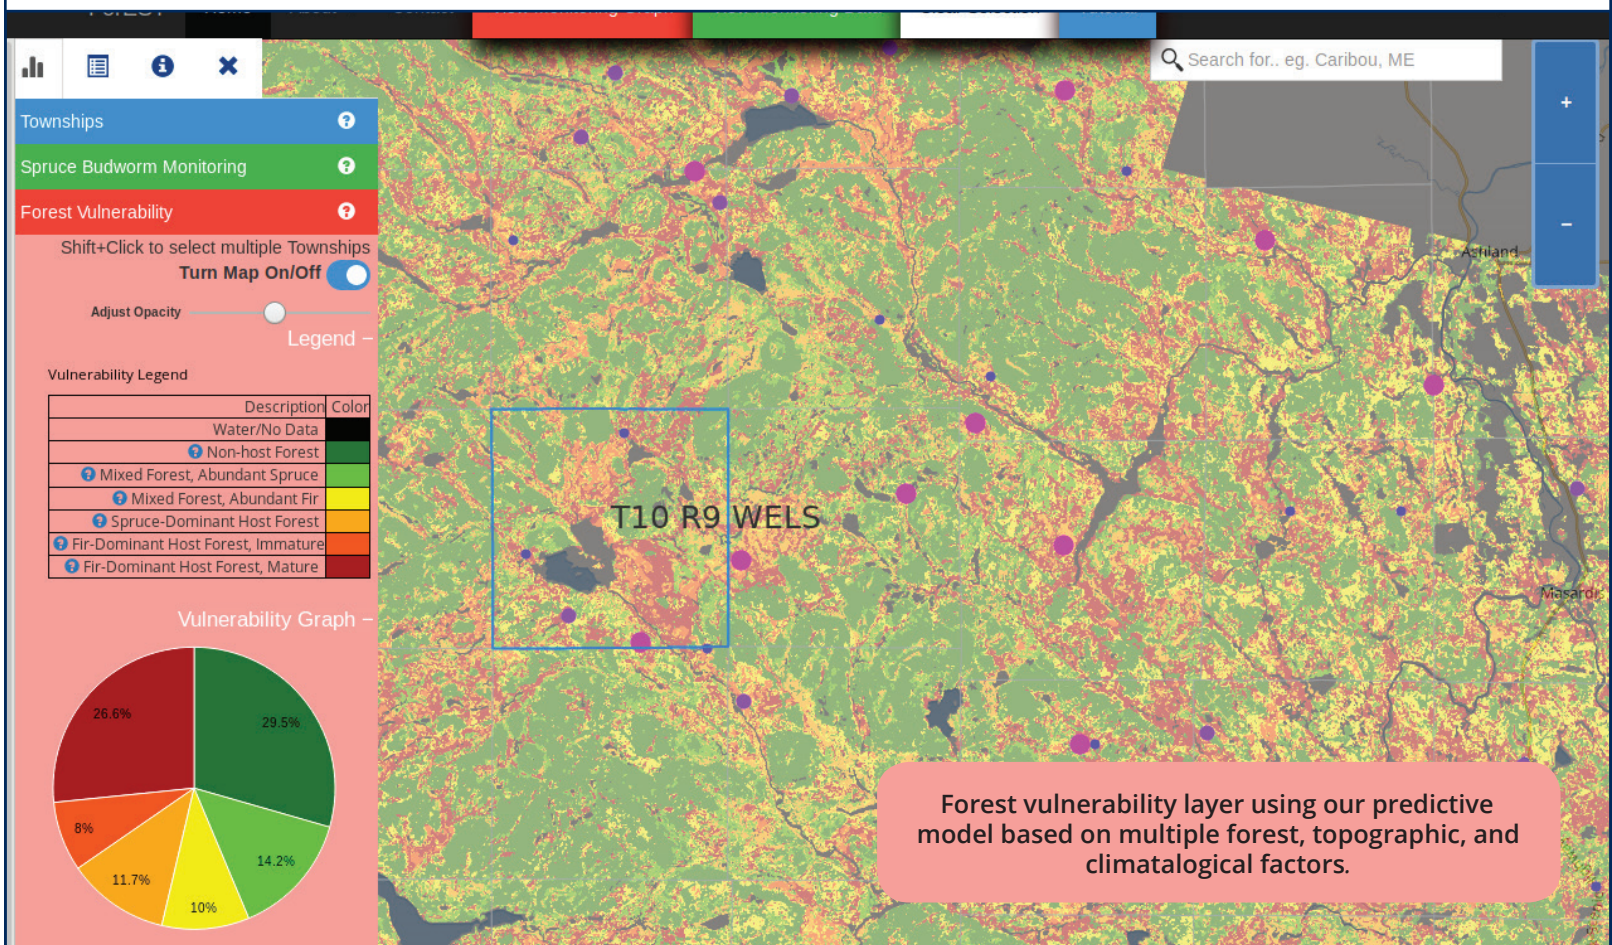 Search for.. eg. Caribou, ME
+
−
Townships
Spruce Budworm Monitoring
Forest Vulnerability
Shift+Click to select multiple Townships
Turn Map On/Off
Adjust Opacity
Legend −
Vulnerability Legend
Description Color
Water/No Data
Non-host Forest
Mixed Forest, Abundant Spruce
Mixed Forest, Abundant Fir
Spruce-Dominant Host Forest
Fir-Dominant Host Forest, Immature
Fir-Dominant Host Forest, Mature
Vulnerability Graph −
26.6%
29.5%
8%
14.2%
11.7%
10%
Ashland
T10 R9 WELS
Forest vulnerability layer using our predictive
model based on multiple forest, topographic, and
climatalogical factors.